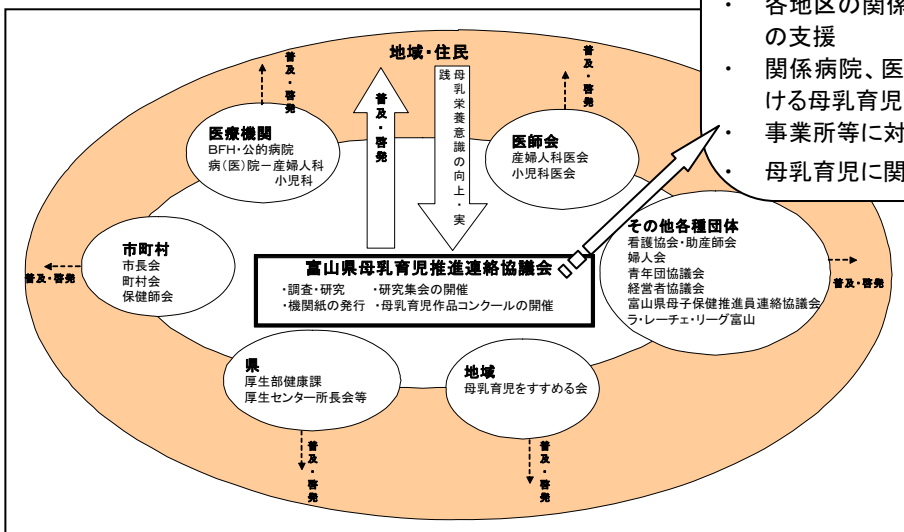 ・ 各地区の関係
の支援
・ 関係病院、医
ける母乳育児
・ 事業所等に対
・ 母乳育児に関
地域・住民
普及・啓発
母乳栄養意識の向上・実践
普及・啓発
普及・啓発
医療機関
BFH・公的病院
病(医)院－産婦人科
小児科
医師会
産婦人科医会
小児科医会
市町村
市長会
町村会
保健師会
普及・啓発
その他各種団体
看護協会・助産師会
婦人会
青年団協議会
経営者協議会
富山県母子保健推進員連絡協議会
ラ・レーチェ・リーグ富山
普及・啓発
富山県母乳育児推進連絡協議会
・調査・研究 ・研究集会の開催
・機関紙の発行 ・母乳育児作品コンクールの開催
県
厚生部健康課
厚生センター所長会等
地域
母乳育児をすすめる会
普及・啓発
普及・啓発